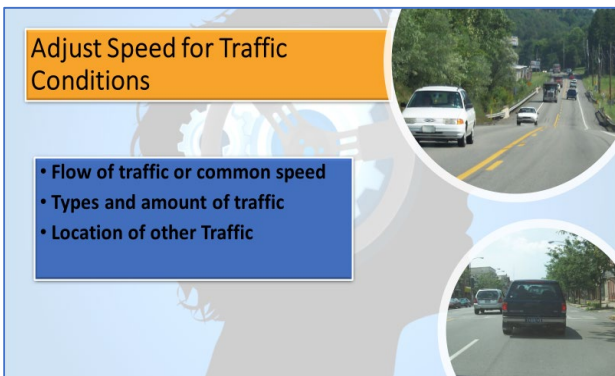 Adjust Speed for Traffic
Conditions
• Flow of traffic or common speed
• Types and amount of traffic
• Location of other Traffic